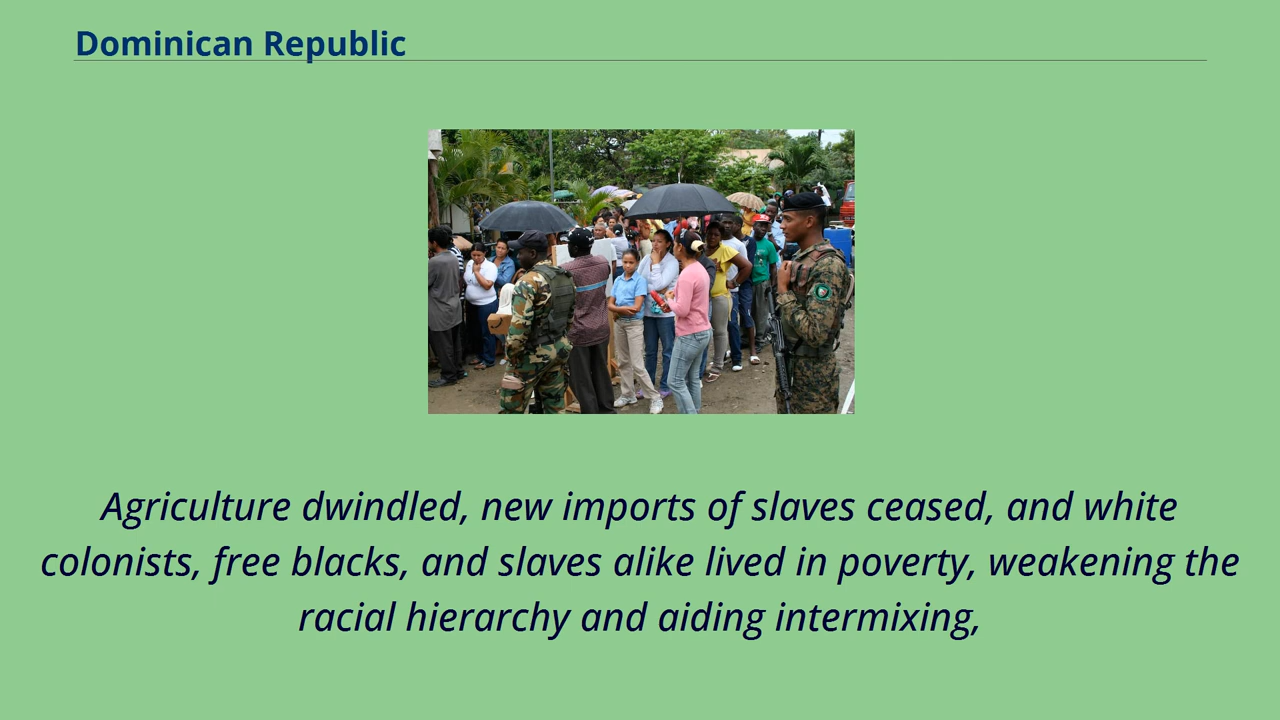 Dominican Republic
Agriculture dwindled, new imports of slaves ceased, and white
colonists, free blacks, and slaves alike lived in poverty, weakening the
racial hierarchy and aiding intermixing,